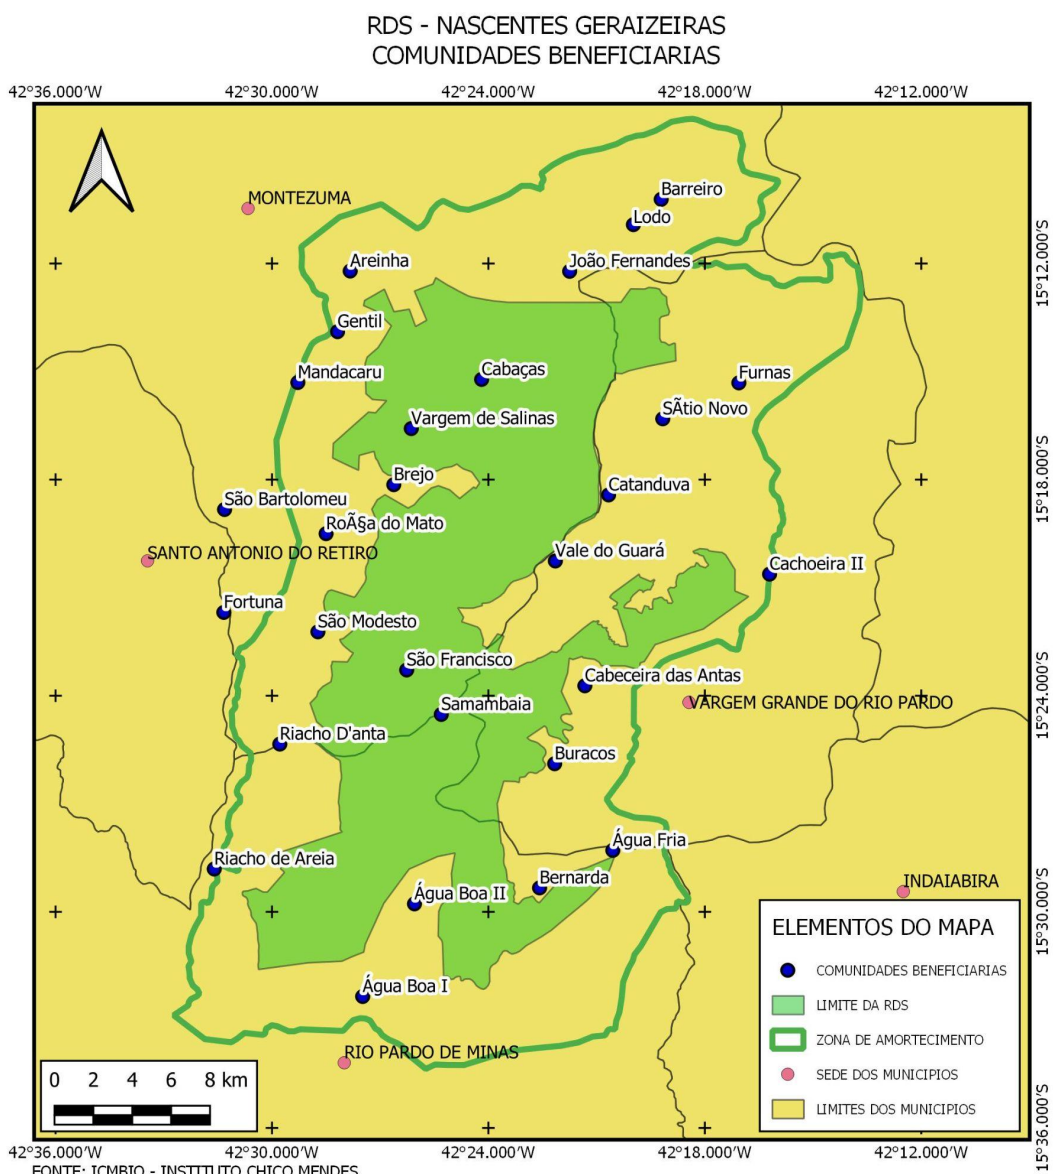 RDS - NASCENTES GERAIZEIRAS
COMUNIDADES BENEFICIARIAS
42°36.000'W 42°30.000'W 42°24.000'W 42°18.000'W 42°12.000'W
MONTEZUMA
Barreiro
Lodo
Areinha
João Fernandes
15°12.000'S
Gentil
Mandacaru
Cabaças
Furnas
SÃtio Novo
Vargem de Salinas
Brejo
Catanduva
15°18.000'S
São Bartolomeu
RoÃ§a do Mato
SANTO ANTONIO DO RETIRO
Vale do Guará
Cachoeira II
Fortuna
São Modesto
São Francisco
Cabeceira das Antas
VARGEM GRANDE DO RIO PARDO
15°24.000'S
Samambaia
Riacho D'anta
Buracos
Água Fria
Riacho de Areia
Bernarda
Água Boa II
INDAIABIRA
15°30.000'S
Água Boa I
RIO PARDO DE MINAS
ELEMENTOS DO MAPA
COMUNIDADES BENEFICIARIAS
LIMITE DA RDS
ZONA DE AMORTECIMENTO
SEDE DOS MUNICIPIOS
LIMITES DOS MUNICIPIOS
0 2 4 6 8 km
15°36.000'S
42°36.000'W 42°30.000'W 42°24.000'W 42°18.000'W 42°12.000'W
FONTE: ICMBIO - INSTITUTO CHICO MENDES